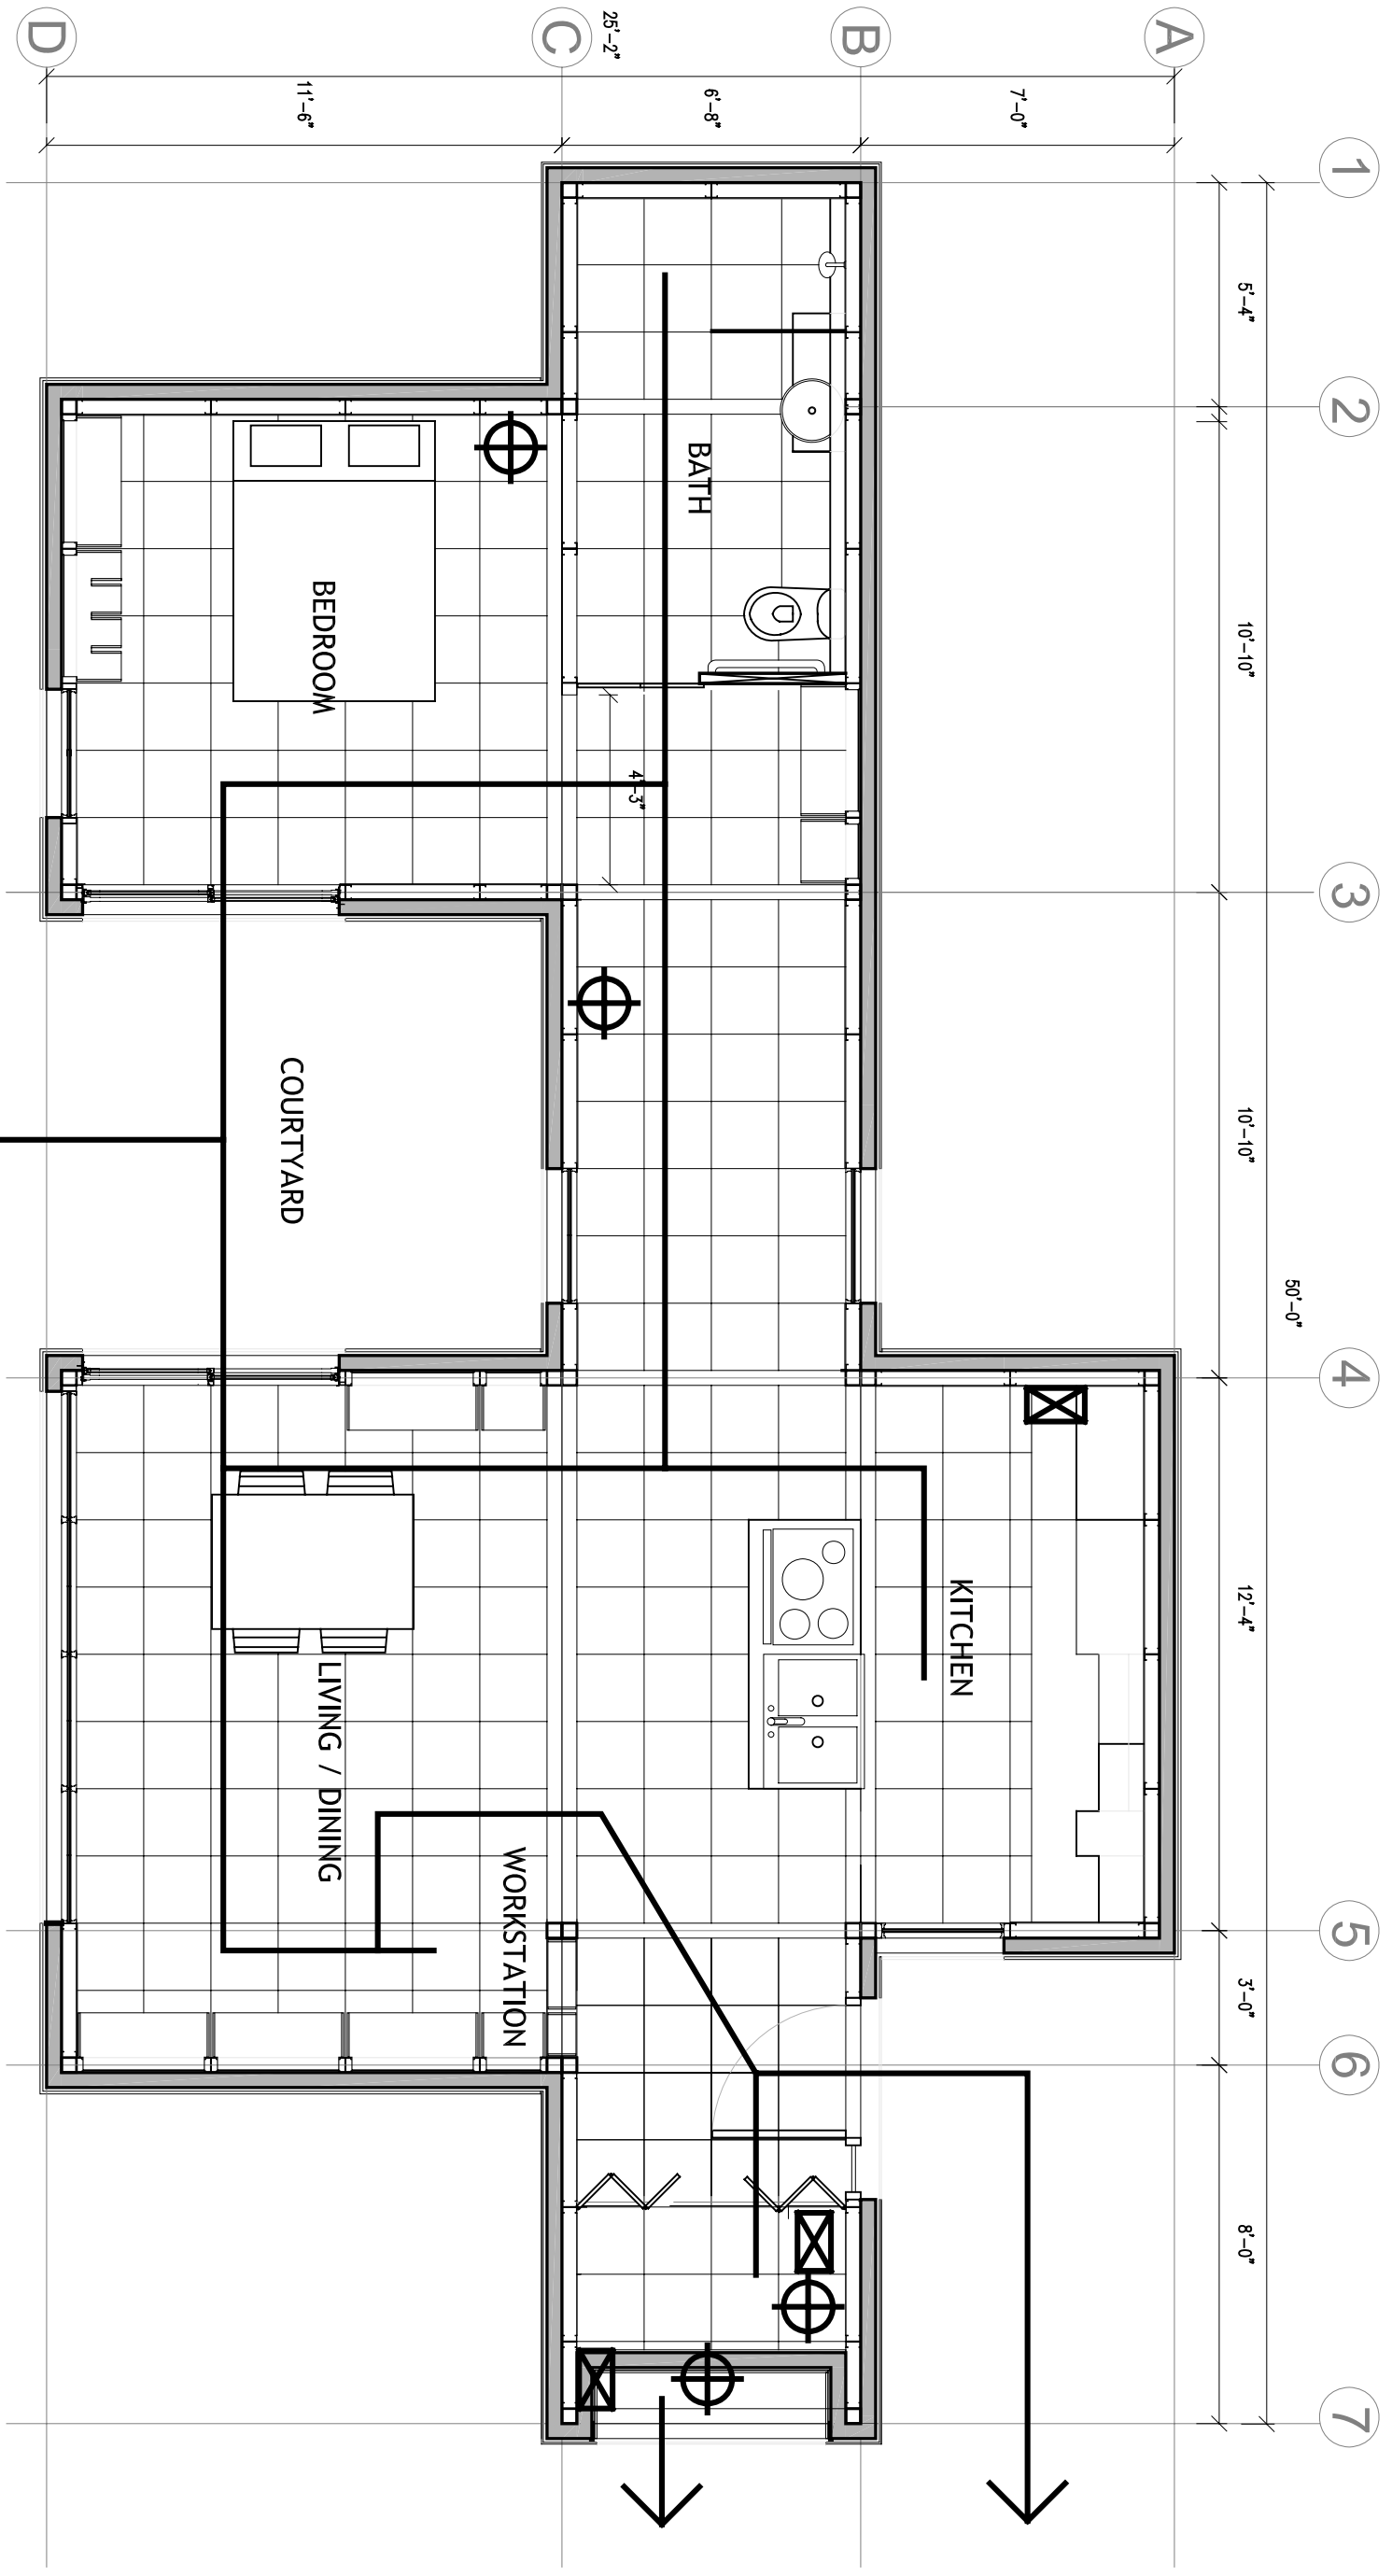 A
B
C
D
25'-2"
7'-0"
6'-8"
11'-6"
1
2
3
4
5
6
7
5'-4"
10'-10"
10'-10"
50'-0"
12'-4"
3'-0"
8'-0"
BATH
BEDROOM
4'-3"
COURTYARD
KITCHEN
LIVING / DINING
WORKSTATION